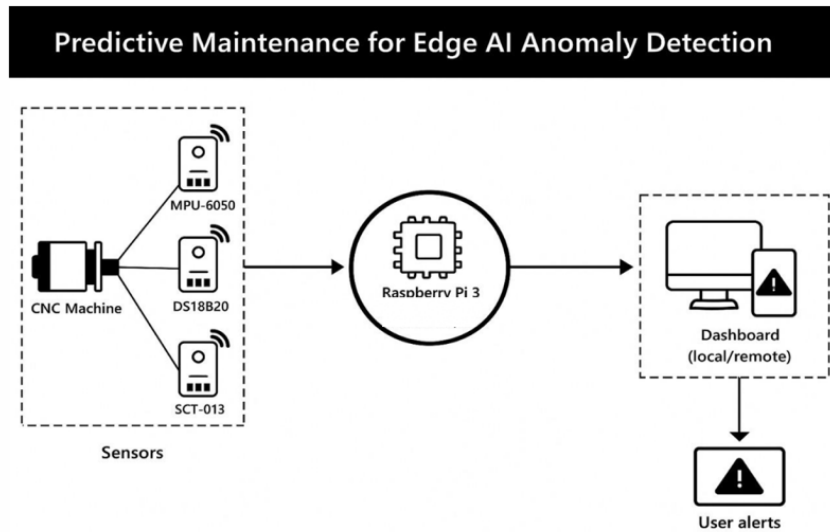 Predictive Maintenance for Edge AI Anomaly Detection
MPU-6050
CNC Machine
DS18B20
SCT-013
Sensors
Raspberry Pi 3
Dashboard
(local/remote)
User alerts